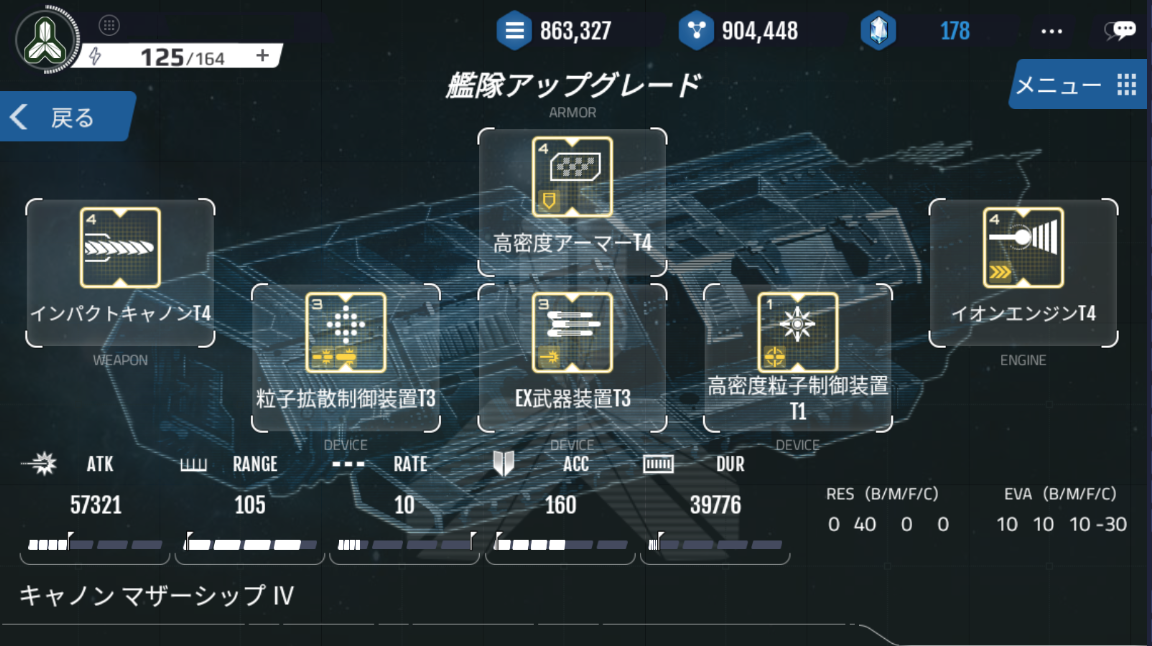 863,327
904,448
178
125/164 +
艦隊アップグレード
メニュー
戻る
ARMOR
4
高密度アーマーT4
4
インパクトキャノンT4
WEAPON
4
イオンエンジンT4
ENGINE
3
粒子拡散制御装置T3
DEVICE
3
EX武器装置T3
DEVICE
1
高密度粒子制御装置
T1
DEVICE
ATK
57321
RANGE
105
RATE
10
ACC
160
DUR
39776
RES (B/M/F/C)
0 40 0 0
EVA (B/M/F/C)
10 10 10 -30
キャノン マザーシップ IV